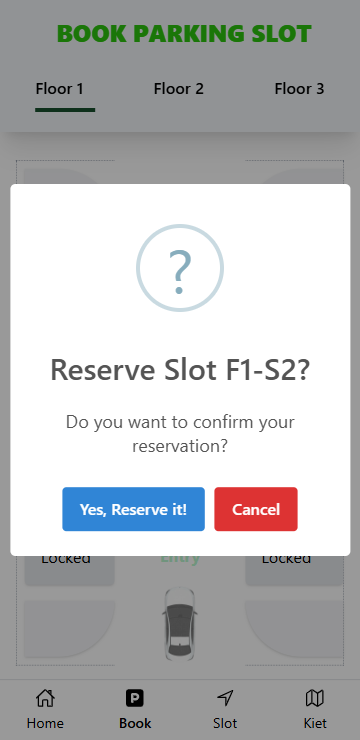 BOOK PARKING SLOT
Floor 1 Floor 2 Floor 3
?
Reserve Slot F1-S2?
Do you want to confirm your
reservation?
Yes, Reserve it! Cancel
Locked Entry Locked
P
Home Book Slot Kiet